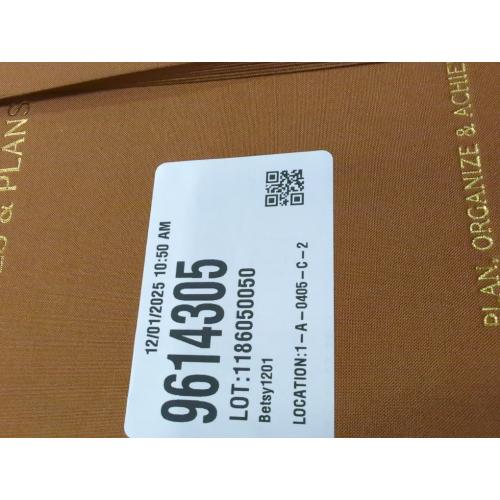 & PLANS
12/01/2025 10:50 AM
9614305
LOT:1186050050
Betsy1201
LOCATION:1-A-0405-C-2
PLAN, ORGANIZE & ACHIE